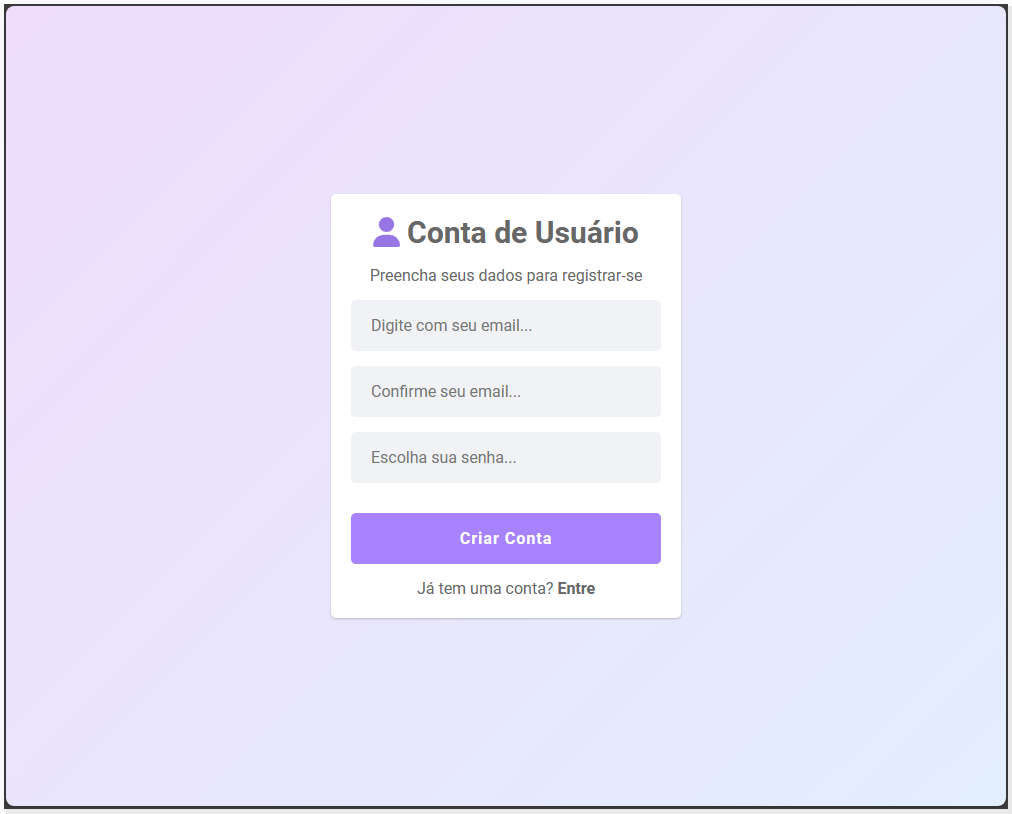 Conta de Usuário
Preencha seus dados para registrar-se
Digite com seu email...
Confirme seu email...
Escolha sua senha...
Criar Conta
Já tem uma conta? Entre